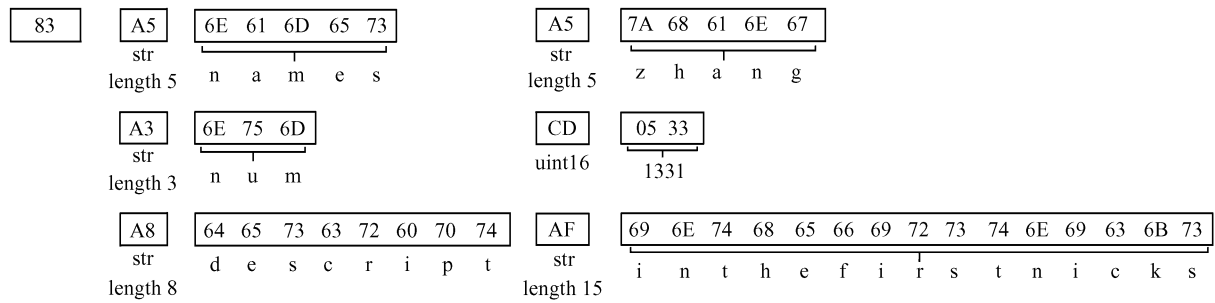 83 A5 6E 61 6D 65 73 A5 7A 68 61 6E 67
str n a m e s str z h a n g
length 5 length 5
A3 6E 75 6D CD 05 33
str n u m uint16 1331
length 3
A8 64 65 73 63 72 60 70 74 AF 69 6E 74 68 65 66 69 72 73 74 6E 69 63 6B 73
str d e s c r i p t str i n t h e f i r s t n i c k s
length 8 length 15